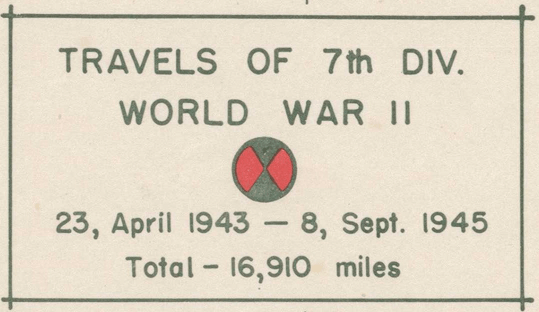 TRAVELS OF 7th DIV.
WORLD WAR II
23, April 1943 — 8, Sept. 1945
Total – 16,910 miles